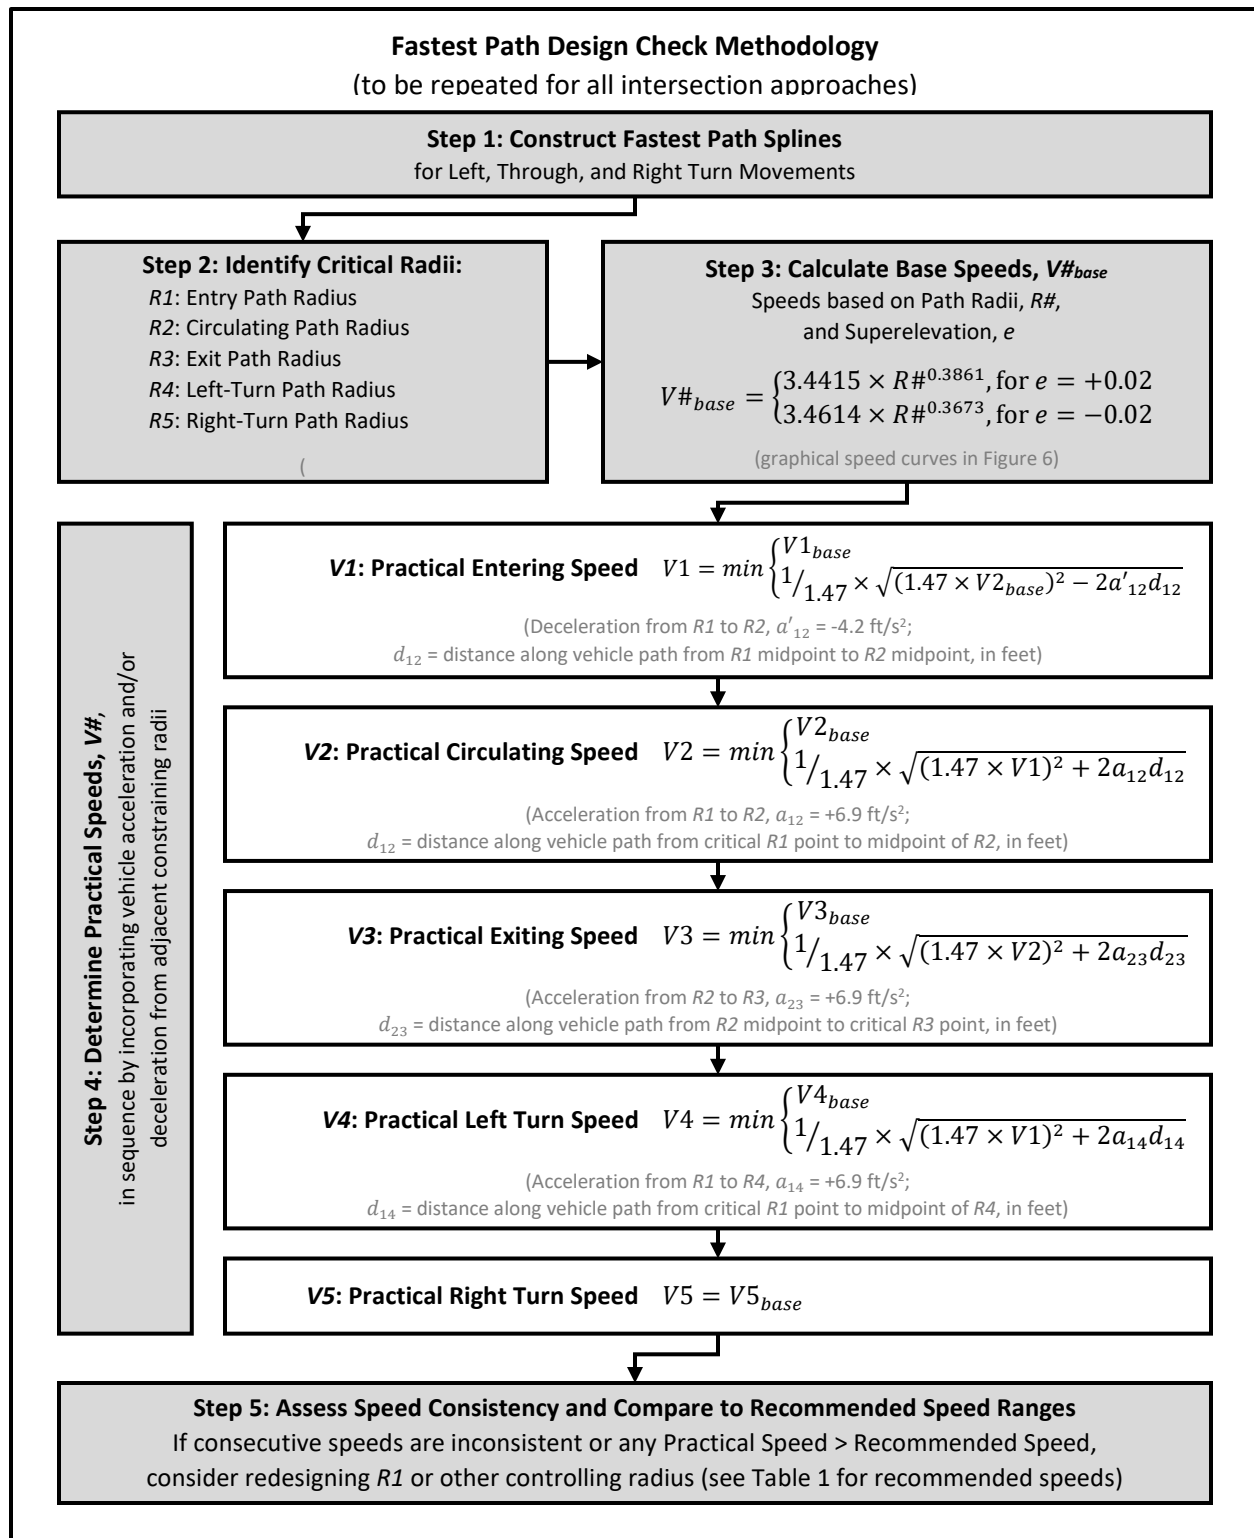 Fastest Path Design Check Methodology
(to be repeated for all intersection approaches)
Step 1: Construct Fastest Path Splines
for Left, Through, and Right Turn Movements
Step 2: Identify Critical Radii:
R1: Entry Path Radius
R2: Circulating Path Radius
R3: Exit Path Radius
R4: Left-Turn Path Radius
R5: Right-Turn Path Radius
(
Step 3: Calculate Base Speeds, V#base
Speeds based on Path Radii, R#,
and Superelevation, e
V#base = { 3.4415 × R#^0.3861, for e = +0.02
3.4614 × R#^0.3673, for e = −0.02
(graphical speed curves in Figure 6)
Step 4: Determine Practical Speeds, V#,
in sequence by incorporating vehicle acceleration and/or
deceleration from adjacent constraining radii
V1: Practical Entering Speed V1 = min { V1base
1/1.47 × √(1.47 × V2base)² − 2a′12d12
(Deceleration from R1 to R2, a′12 = -4.2 ft/s²;
d12 = distance along vehicle path from R1 midpoint to R2 midpoint, in feet)
V2: Practical Circulating Speed V2 = min { V2base
1/1.47 × √(1.47 × V1)² + 2a12d12
(Acceleration from R1 to R2, a12 = +6.9 ft/s²;
d12 = distance along vehicle path from critical R1 point to midpoint of R2, in feet)
V3: Practical Exiting Speed V3 = min { V3base
1/1.47 × √(1.47 × V2)² + 2a23d23
(Acceleration from R2 to R3, a23 = +6.9 ft/s²;
d23 = distance along vehicle path from R2 midpoint to critical R3 point, in feet)
V4: Practical Left Turn Speed V4 = min { V4base
1/1.47 × √(1.47 × V1)² + 2a14d14
(Acceleration from R1 to R4, a14 = +6.9 ft/s²;
d14 = distance along vehicle path from critical R1 point to midpoint of R4, in feet)
V5: Practical Right Turn Speed V5 = V5base
Step 5: Assess Speed Consistency and Compare to Recommended Speed Ranges
If consecutive speeds are inconsistent or any Practical Speed > Recommended Speed,
consider redesigning R1 or other controlling radius (see Table 1 for recommended speeds)